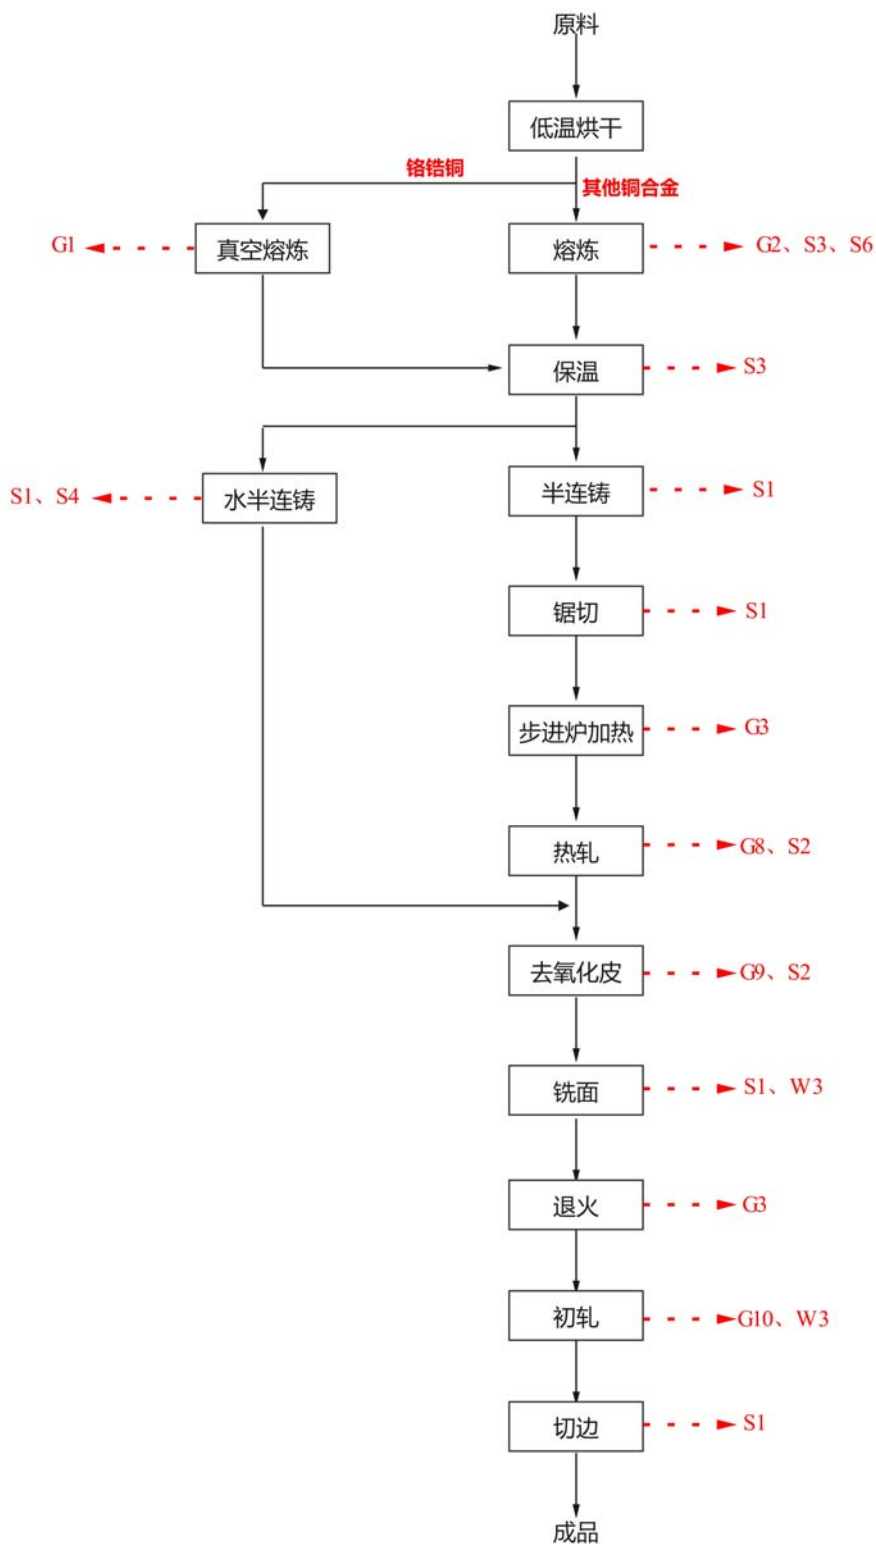 原料
低温烘干
铬锆铜
其他铜合金
G1
真空熔炼
熔炼
G2、S3、S6
保温
S3
S1、S4
水半连铸
半连铸
S1
锯切
S1
步进炉加热
G3
热轧
G8、S2
去氧化皮
G9、S2
铣面
S1、W3
退火
G3
初轧
G10、W3
切边
S1
成品